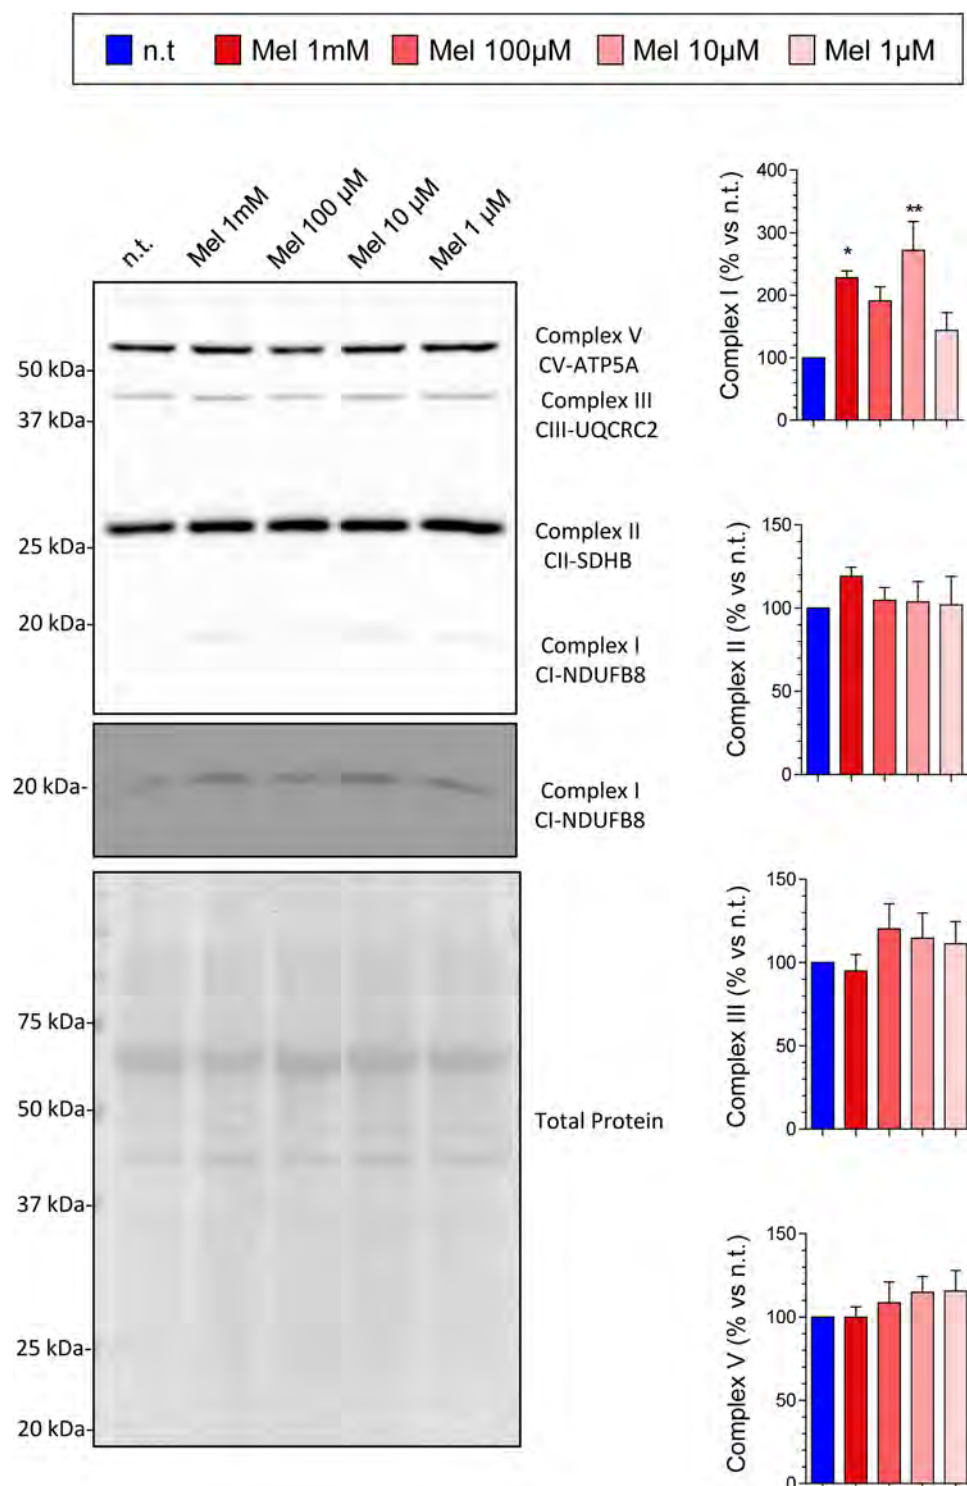 n.t Mel 1mM Mel 100µM Mel 10µM Mel 1µM
n.t. Mel 1mM Mel 100 µM Mel 10 µM Mel 1 µM
50 kDa-
37 kDa-
25 kDa-
20 kDa-
Complex V
CV-ATP5A
Complex III
CIII-UQCRC2
Complex II
CII-SDHB
Complex I
CI-NDUFB8
20 kDa-
Complex I
CI-NDUFB8
75 kDa-
50 kDa-
37 kDa-
25 kDa-
20 kDa-
Total Protein
Complex I (% vs n.t.)
400
300
200
100
0
*
**
Complex II (% vs n.t.)
150
100
50
0
Complex III (% vs n.t.)
150
100
50
0
Complex V (% vs n.t.)
150
100
50
0